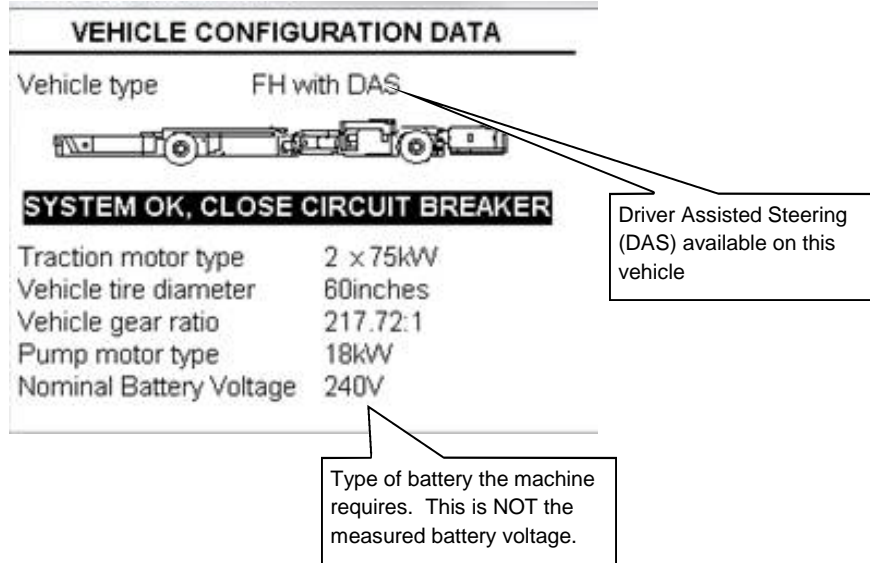 VEHICLE CONFIGURATION DATA
Vehicle type FH with DAS
SYSTEM OK, CLOSE CIRCUIT BREAKER
Traction motor type 2 x 75kW
Vehicle tire diameter 60inches
Vehicle gear ratio 217.72:1
Pump motor type 18kW
Nominal Battery Voltage 240V
Driver Assisted Steering
(DAS) available on this
vehicle
Type of battery the machine
requires. This is NOT the
measured battery voltage.